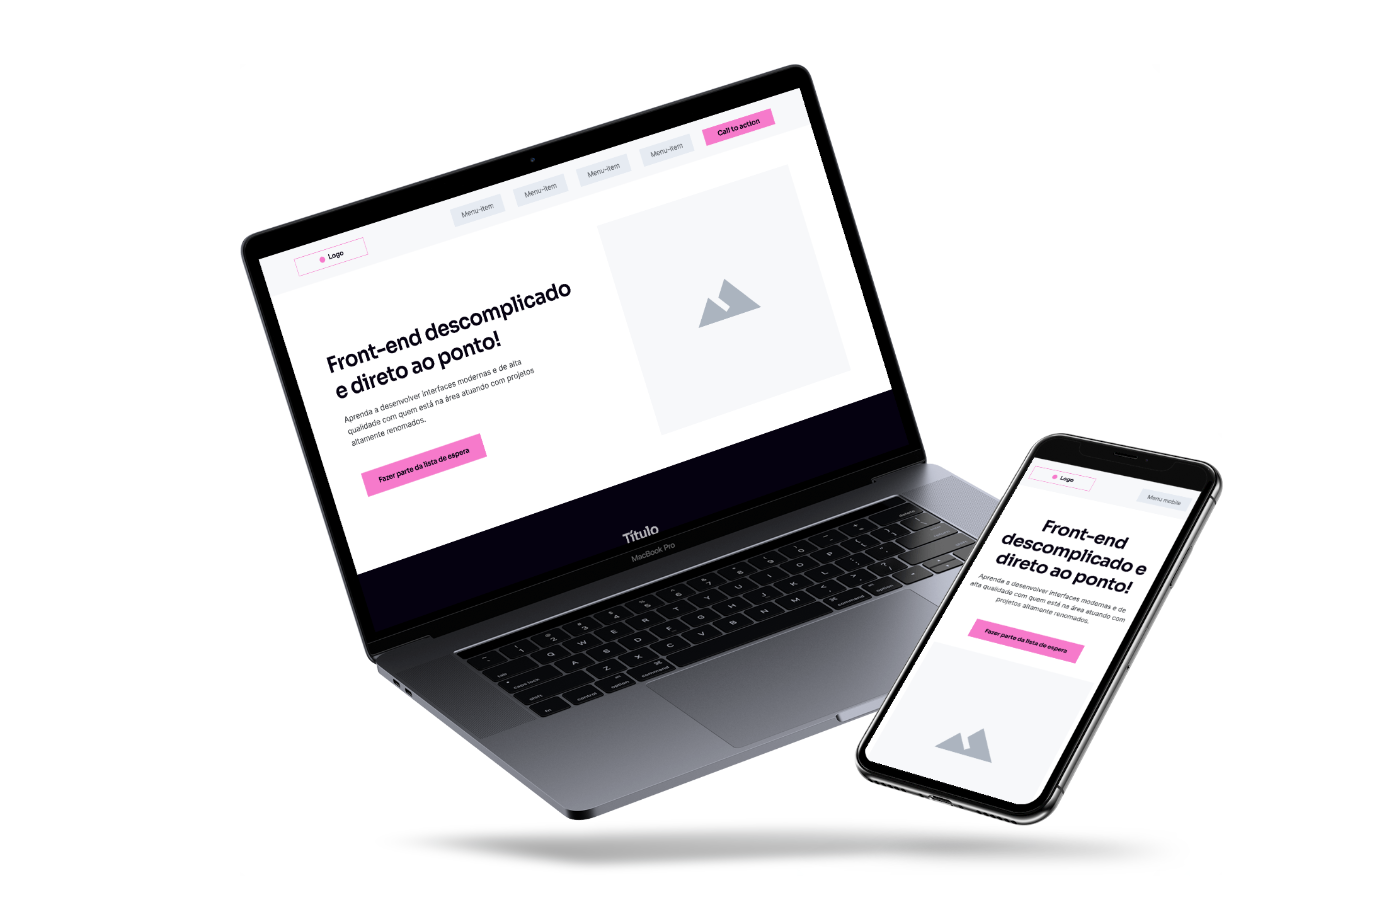 Call to action
Menu-item
Menu-item
Menu-item
Menu-item
Logo
Front-end descomplicado
e direto ao ponto!
Aprenda a desenvolver interfaces modernas e de alta
qualidade com quem está na área atuando com projetos
altamente renomados.
Fazer parte da lista de espera
Título
MacBook Pro
Logo
Menu mobile
Front-end
descomplicado e
direto ao ponto!
Aprenda a desenvolver interfaces modernas e de
alta qualidade com quem está na área atuando com
projetos altamente renomados.
Fazer parte da lista de espera